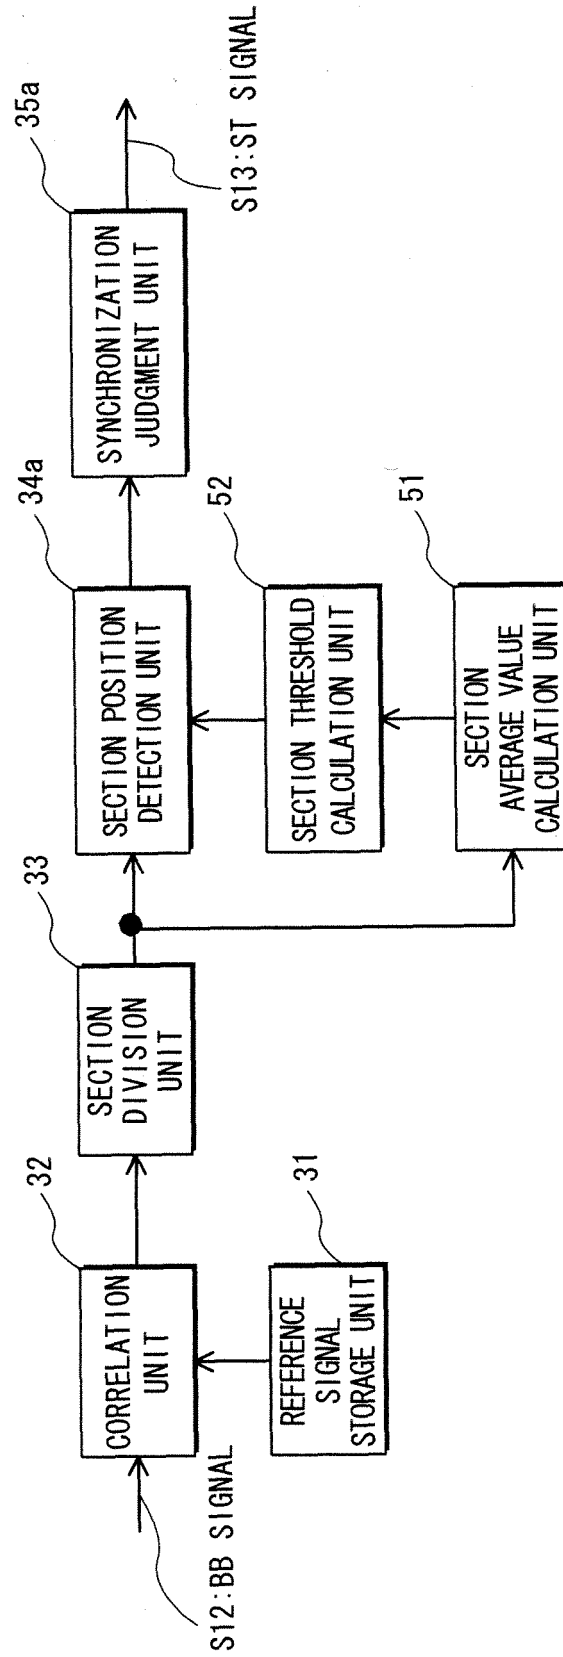 S12:BB SIGNAL
32
CORRELATION
UNIT
31
REFERENCE
SIGNAL
STORAGE UNIT
33
SECTION
DIVISION
UNIT
34a
SECTION POSITION
DETECTION UNIT
52
SECTION THRESHOLD
CALCULATION UNIT
51
SECTION
AVERAGE VALUE
CALCULATION UNIT
35a
SYNCHRONIZATION
JUDGMENT UNIT
S13:ST SIGNAL